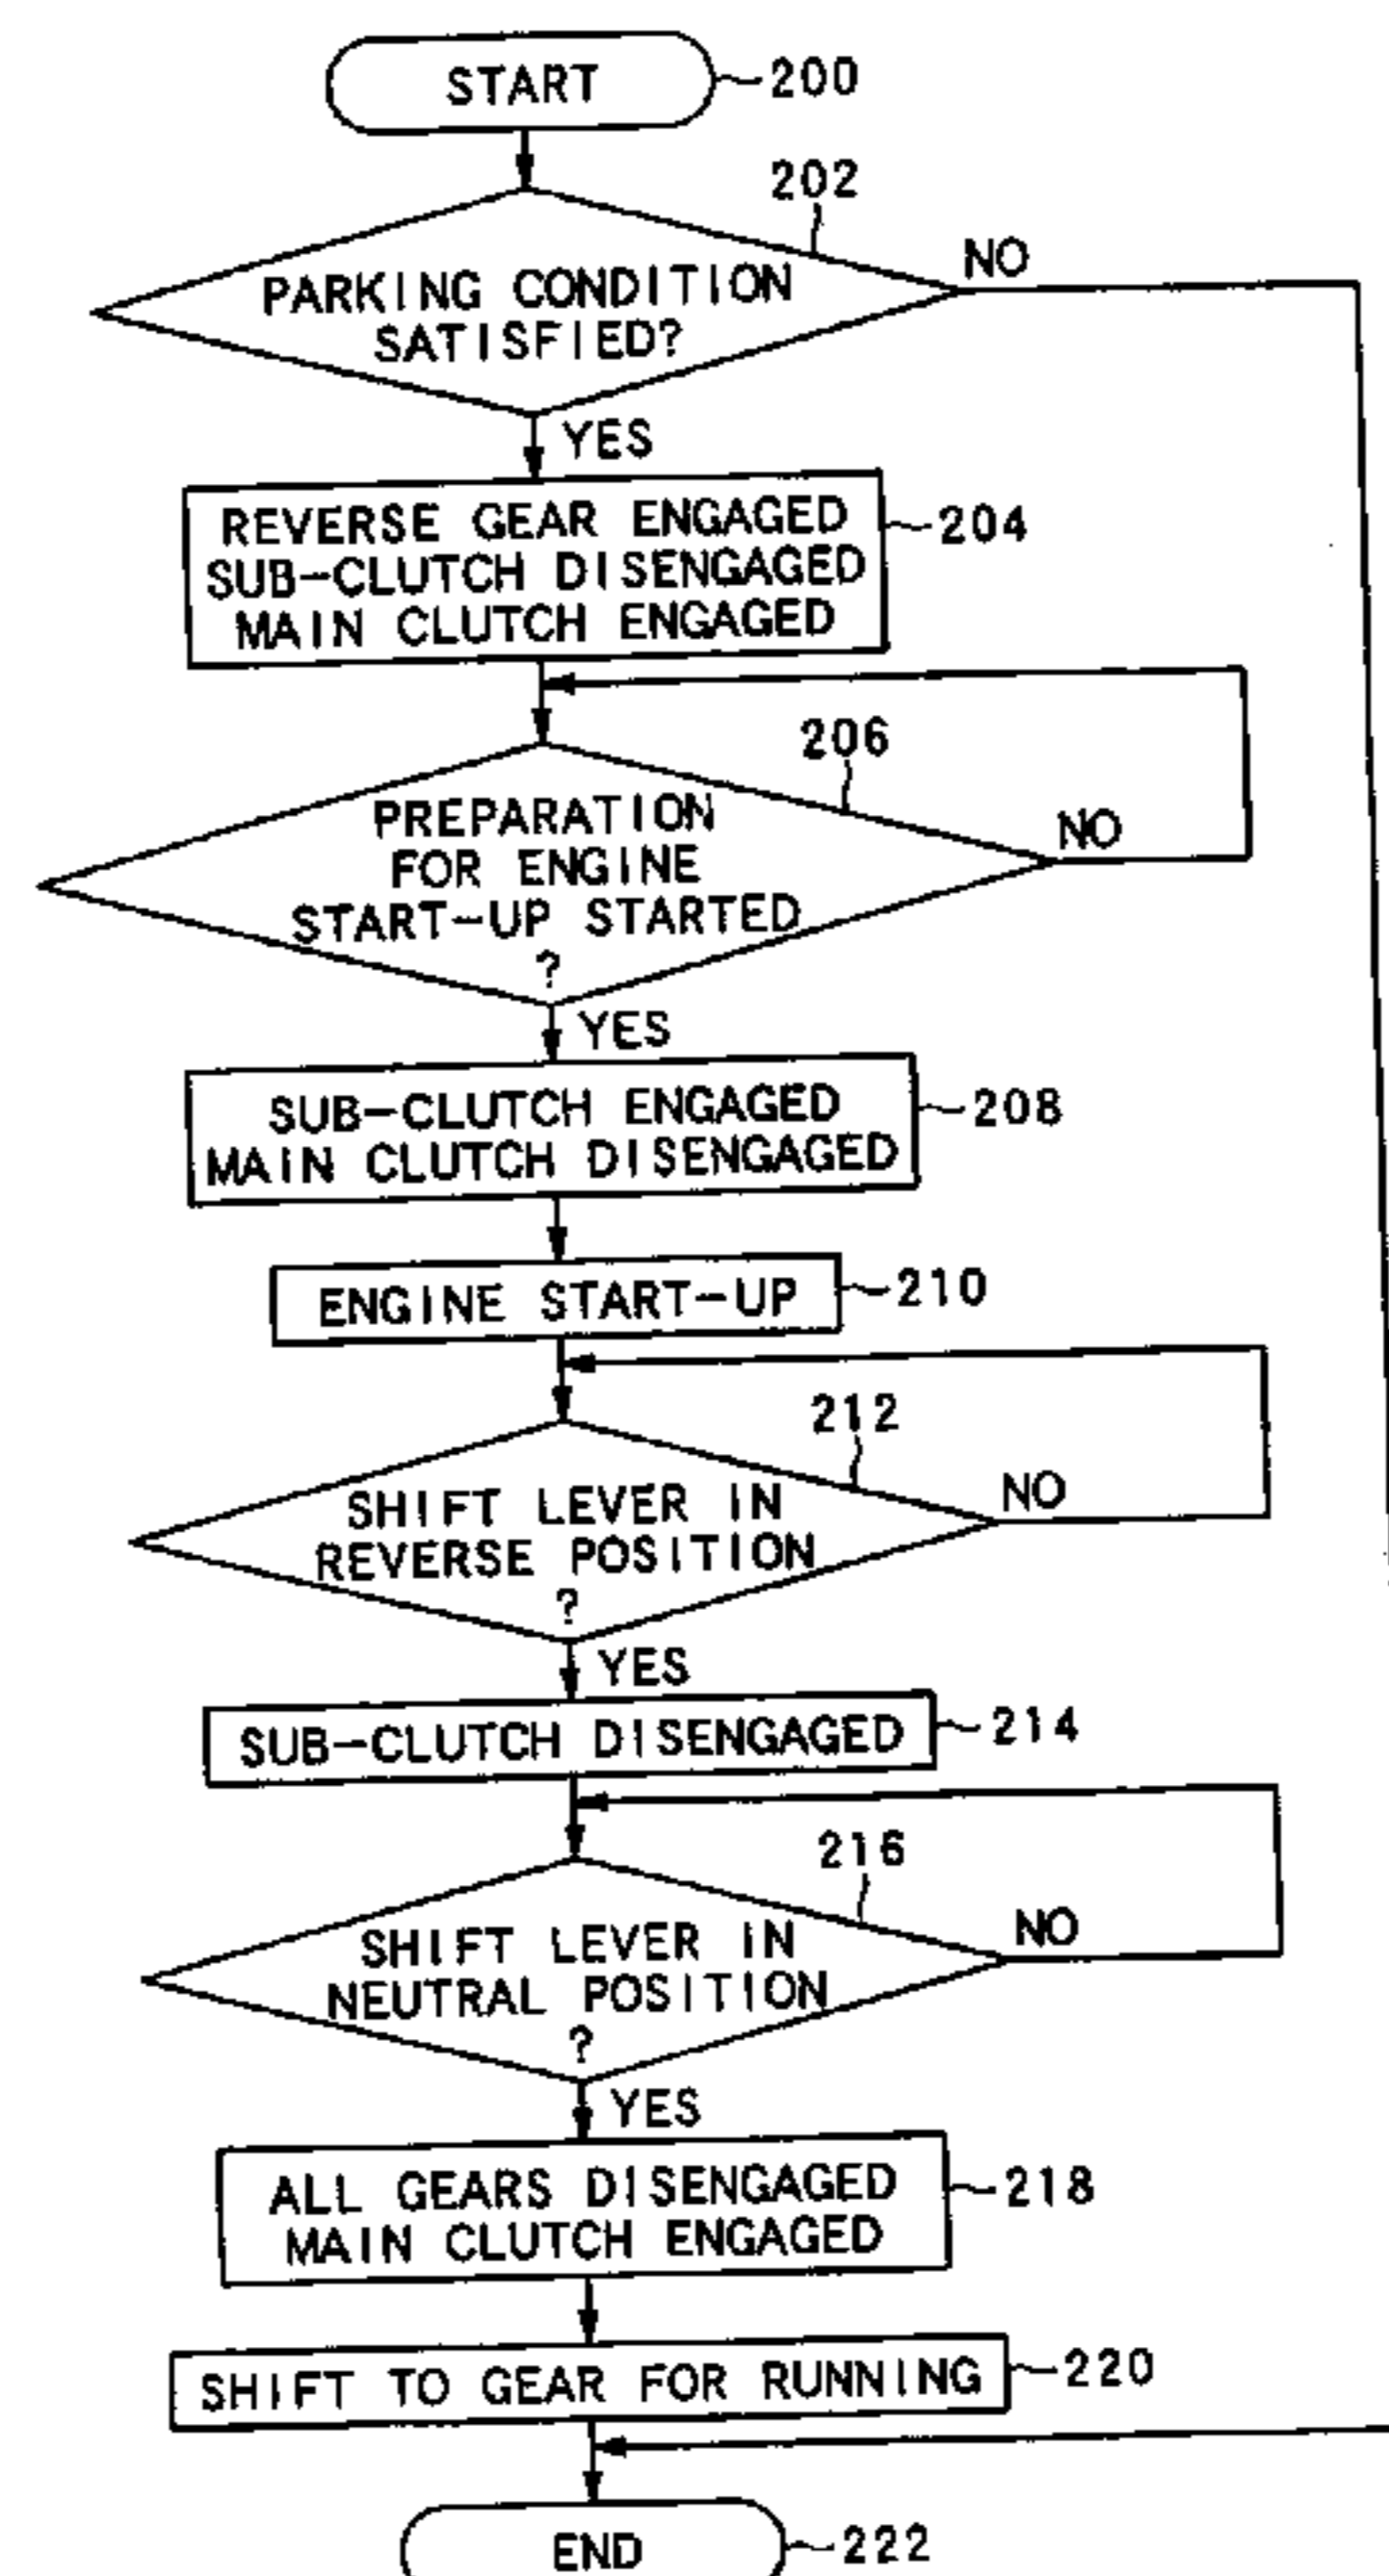 START
200
202
NO
PARKING CONDITION
SATISFIED?
YES
REVERSE GEAR ENGAGED
SUB-CLUTCH DISENGAGED
MAIN CLUTCH ENGAGED
204
206
NO
PREPARATION
FOR ENGINE
START-UP STARTED
?
YES
SUB-CLUTCH ENGAGED
MAIN CLUTCH DISENGAGED
208
ENGINE START-UP
210
212
NO
SHIFT LEVER IN
REVERSE POSITION
?
YES
SUB-CLUTCH DISENGAGED
214
216
NO
SHIFT LEVER IN
NEUTRAL POSITION
?
YES
ALL GEARS DISENGAGED
MAIN CLUTCH ENGAGED
218
SHIFT TO GEAR FOR RUNNING
220
END
222